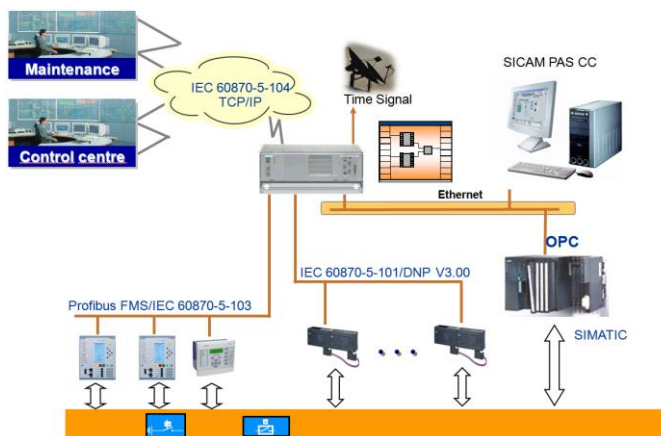 Maintenance
IEC 60870-5-104
TCP/IP
Control centre
Time Signal
SICAM PAS CC
Ethernet
OPC
IEC 60870-5-101/DNP V3.00
Profibus FMS/IEC 60870-5-103
SIMATIC